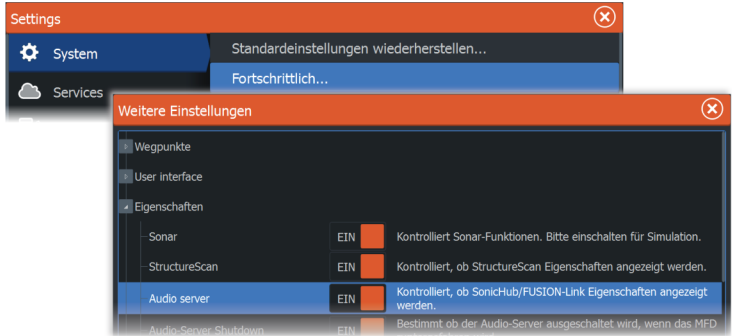 Settings
System
Standardeinstellungen wiederherstellen...
Fortschrittlich...
Services
Weitere Einstellungen
Wegpunkte
User interface
Eigenschaften
Sonar EIN Kontrolliert Sonar-Funktionen. Bitte einschalten für Simulation.
StructureScan EIN Kontrolliert, ob StructureScan Eigenschaften angezeigt werden.
Audio server EIN Kontrolliert, ob SonicHub/FUSION-Link Eigenschaften angezeigt
werden.
Audio-Server Shutdown EIN Bestimmt ob der Audio-Server ausgeschaltet wird, wenn das MFD